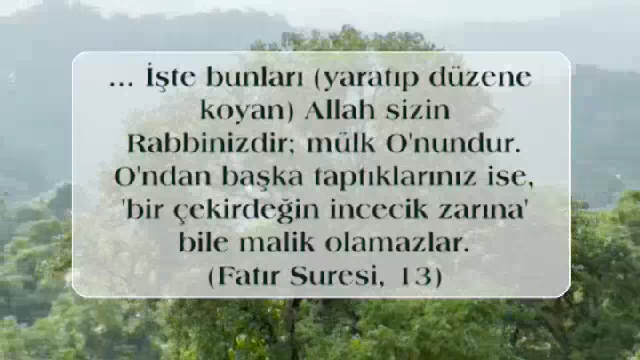 ... İşte bunları (yaratıp düzene
koyan) Allah sizin
Rabbinizdir; mülk O'nundur.
O'ndan başka taptıklarınız ise,
'bir çekirdeğin incecik zarına'
bile malik olamazlar.
(Fatır Suresi, 13)